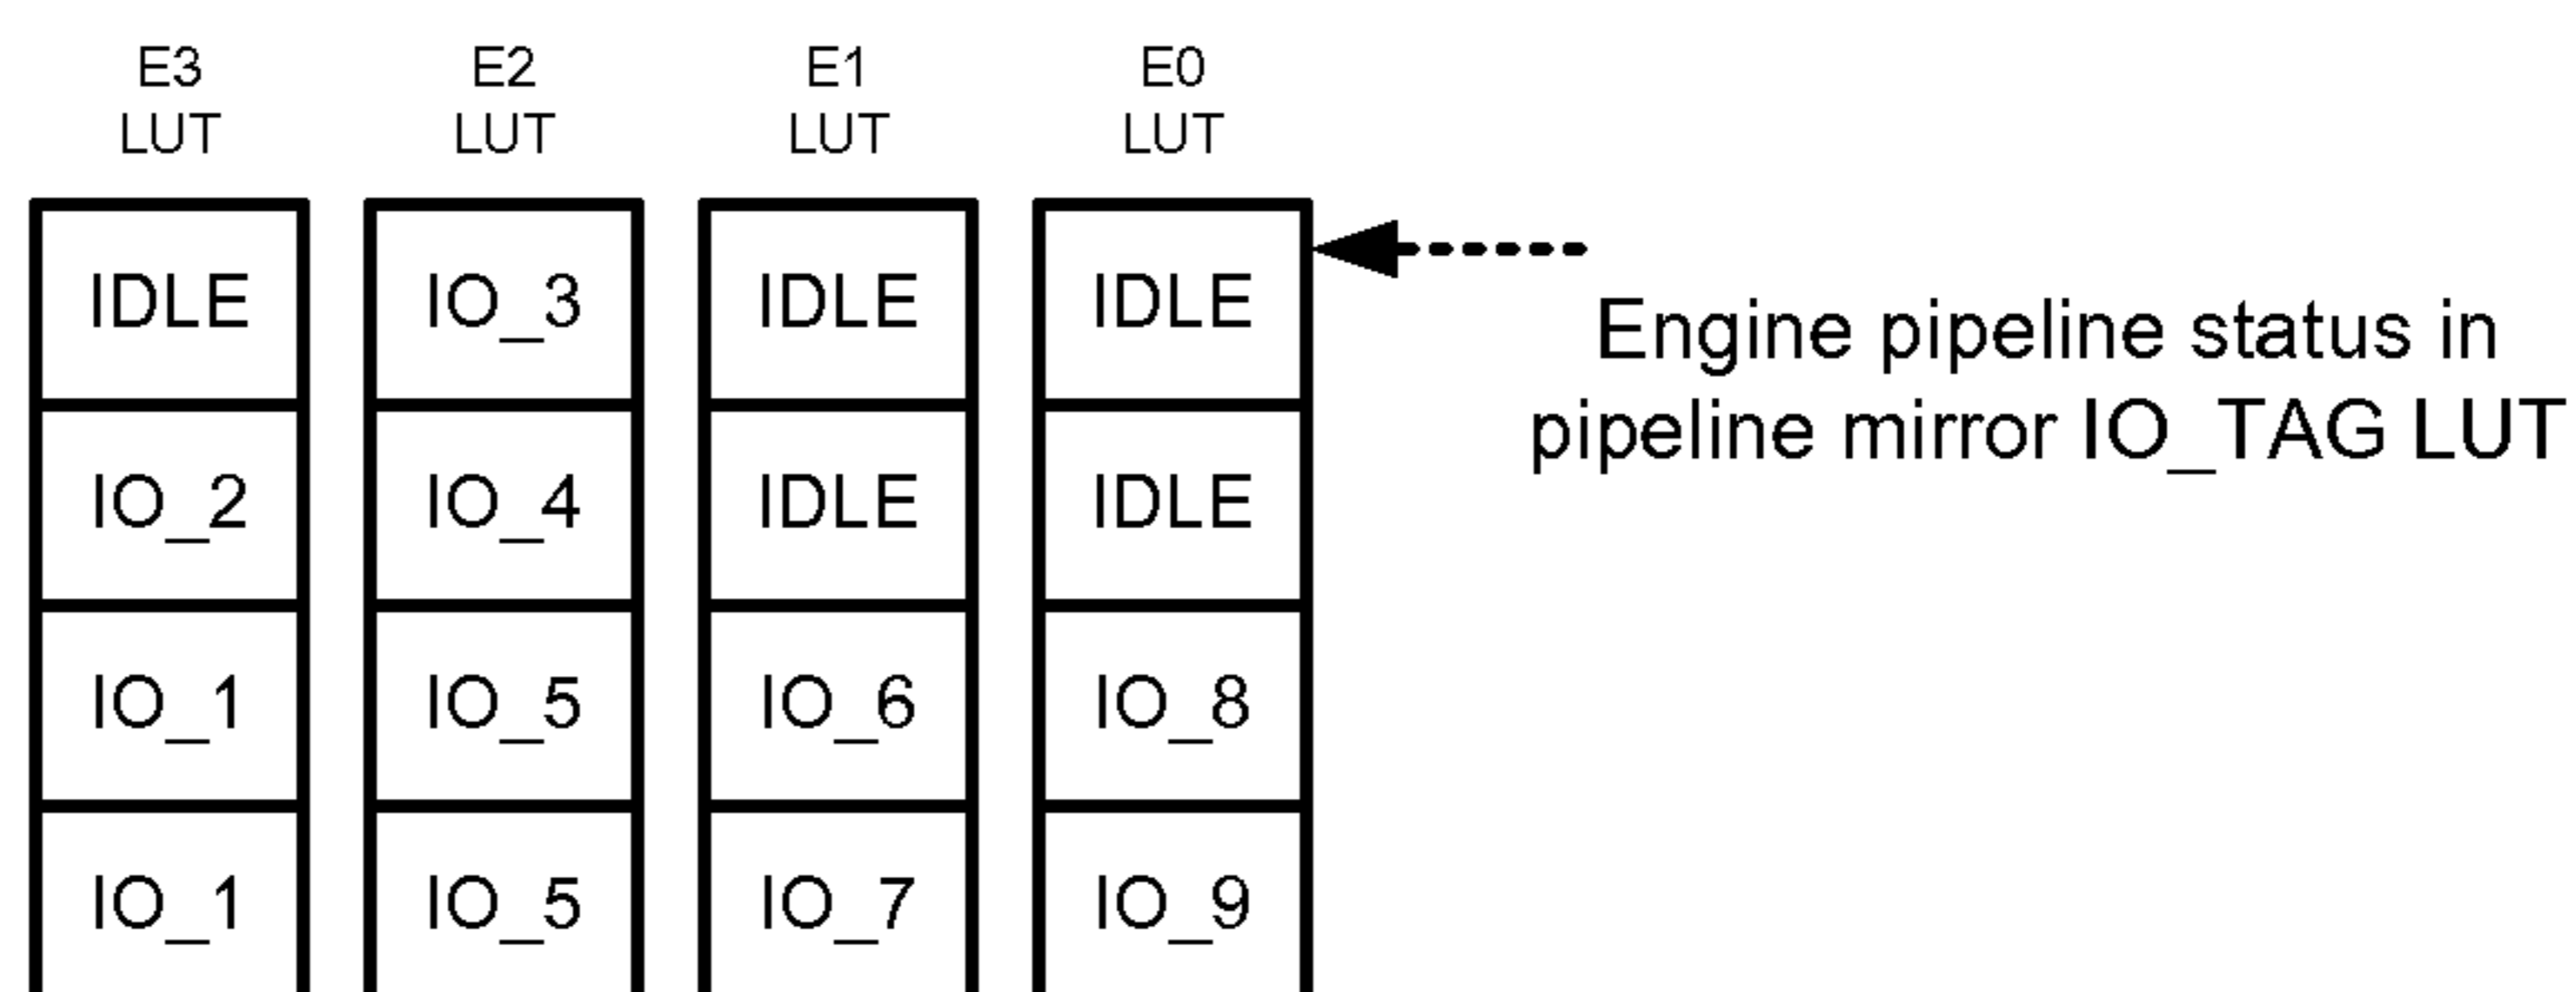 E3 E2 E1 E0
LUT LUT LUT LUT
IDLE IO_3 IDLE IDLE
Engine pipeline status in
pipeline mirror IO_TAG LUT
IO_2 IO_4 IDLE IDLE
IO_1 IO_5 IO_6 IO_8
IO_1 IO_5 IO_7 IO_9